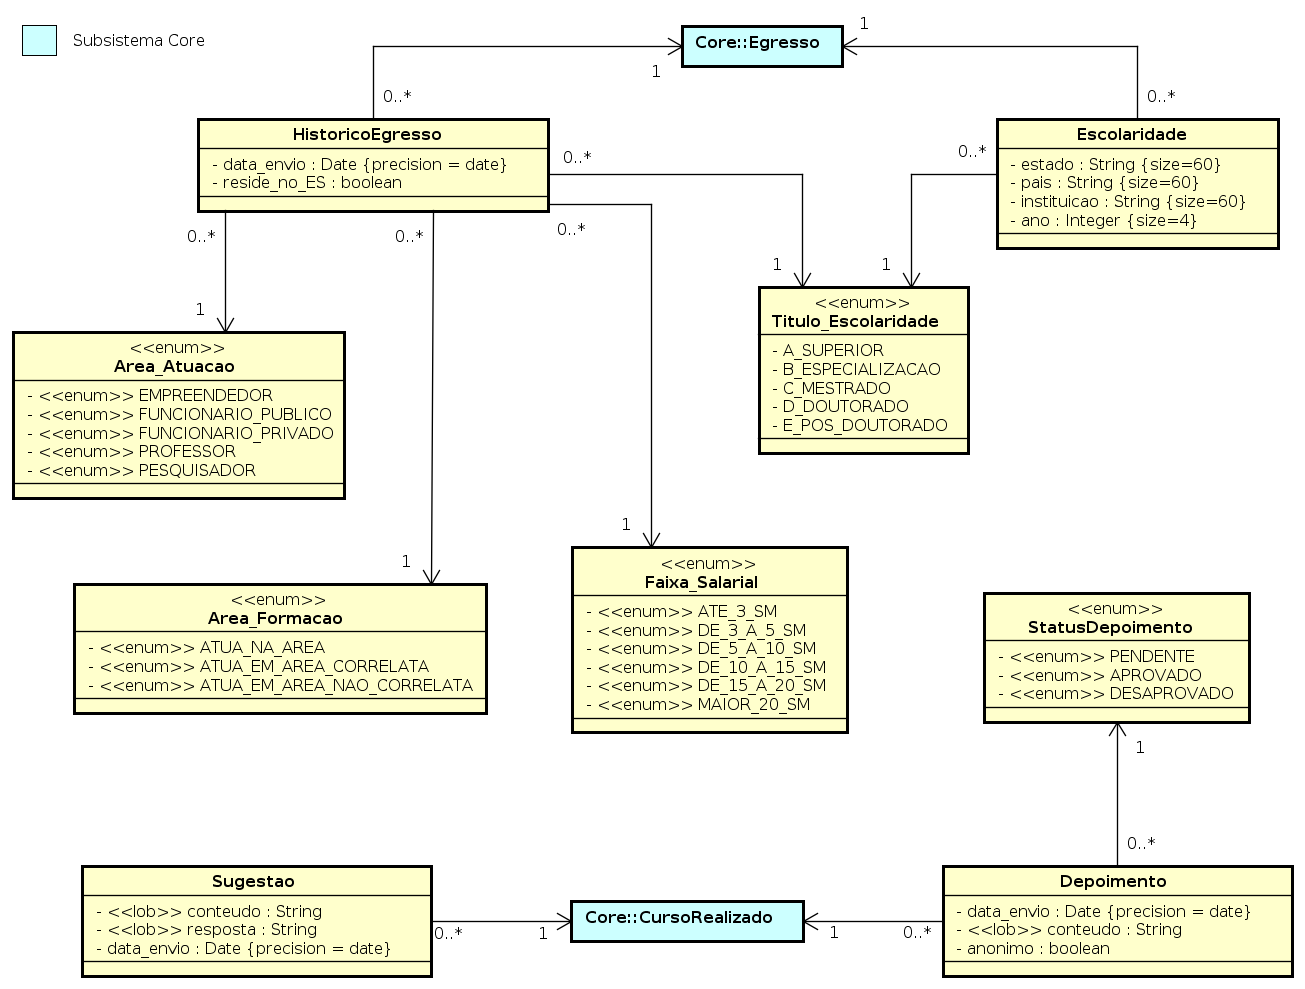 Subsistema Core
Core::Egresso
1
1
0..*
0..*
HistoricoEgresso
- data_envio : Date {precision = date}
- reside_no_ES : boolean
0..*
0..*
0..*
0..*
Escolaridade
- estado : String {size=60}
- pais : String {size=60}
- instituicao : String {size=60}
- ano : Integer {size=4}
0..*
1
1
<<enum>>
Titulo_Escolaridade
- A_SUPERIOR
- B_ESPECIALIZACAO
- C_MESTRADO
- D_DOUTORADO
- E_POS_DOUTORADO
1
<<enum>>
Area_Atuacao
- <<enum>> EMPREENDEDOR
- <<enum>> FUNCIONARIO_PUBLICO
- <<enum>> FUNCIONARIO_PRIVADO
- <<enum>> PROFESSOR
- <<enum>> PESQUISADOR
1
<<enum>>
Area_Formacao
- <<enum>> ATUA_NA_AREA
- <<enum>> ATUA_EM_AREA_CORRELATA
- <<enum>> ATUA_EM_AREA_NAO_CORRELATA
1
<<enum>>
Faixa_Salarial
- <<enum>> ATE_3_SM
- <<enum>> DE_3_A_5_SM
- <<enum>> DE_5_A_10_SM
- <<enum>> DE_10_A_15_SM
- <<enum>> DE_15_A_20_SM
- <<enum>> MAIOR_20_SM
<<enum>>
StatusDepoimento
- <<enum>> PENDENTE
- <<enum>> APROVADO
- <<enum>> DESAPROVADO
1
0..*
Sugestao
- <<lob>> conteudo : String
- <<lob>> resposta : String
- data_envio : Date {precision = date}
0..*
1
Core::CursoRealizado
1
0..*
Depoimento
- data_envio : Date {precision = date}
- <<lob>> conteudo : String
- anonimo : boolean